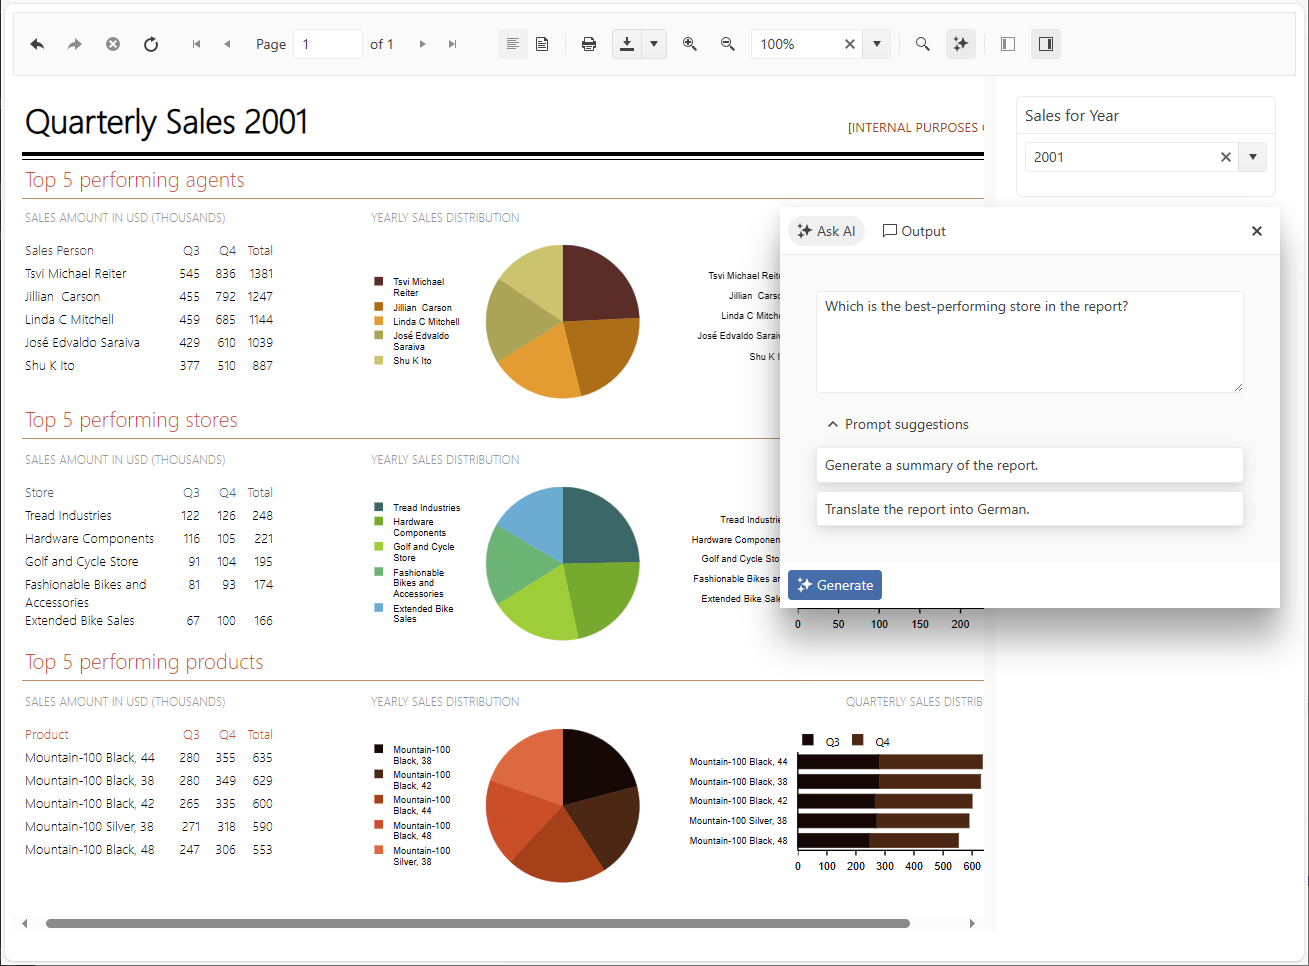 Page 1 of 1 100%
Quarterly Sales 2001
[INTERNAL PURPOSES
Sales for Year
2001
Top 5 performing agents
SALES AMOUNT IN USD (THOUSANDS)
YEARLY SALES DISTRIBUTION
Sales Person Q3 Q4 Total
Tsvi Michael Reiter 545 836 1381
Jillian Carson 455 792 1247
Linda C Mitchell 459 685 1144
José Edvaldo Saraiva 429 610 1039
Shu K Ito 377 510 887
Tsvi Michael
Reiter
Jillian Carson
Linda C Mitchell
José Edvaldo
Saraiva
Shu K Ito
Tsvi Michael Reite
Jillian Carso
Linda C Mitche
José Edvaldo Saraiv
Shu K I
Ask AI
Output
Which is the best-performing store in the report?
Prompt suggestions
Generate a summary of the report.
Translate the report into German.
Generate
Top 5 performing stores
SALES AMOUNT IN USD (THOUSANDS)
YEARLY SALES DISTRIBUTION
Store Q3 Q4 Total
Tread Industries 122 126 248
Hardware Components 116 105 221
Golf and Cycle Store 91 104 195
Fashionable Bikes and 81 93 174
Accessories
Extended Bike Sales 67 100 166
Tread Industries
Hardware
Components
Golf and Cycle
Store
Fashionable
Bikes and
Accessories
Extended Bike
Sales
Tread Industrie
Hardware Componen
Golf and Cycle Sto
Fashionable Bikes a
Extended Bike Sale
0 50 100 150 200
Top 5 performing products
SALES AMOUNT IN USD (THOUSANDS)
YEARLY SALES DISTRIBUTION
QUARTERLY SALES DISTRIB
Product Q3 Q4 Total
Mountain-100 Black, 44 280 355 635
Mountain-100 Black, 38 280 349 629
Mountain-100 Black, 42 265 335 600
Mountain-100 Silver, 38 271 318 590
Mountain-100 Black, 48 247 306 553
Mountain-100
Black, 38
Mountain-100
Black, 42
Mountain-100
Black, 44
Mountain-100
Black, 48
Mountain-100
Silver, 38
Q3 Q4
Mountain-100 Black, 44
Mountain-100 Black, 38
Mountain-100 Black, 42
Mountain-100 Silver, 38
Mountain-100 Black, 48
0 100 200 300 400 500 600